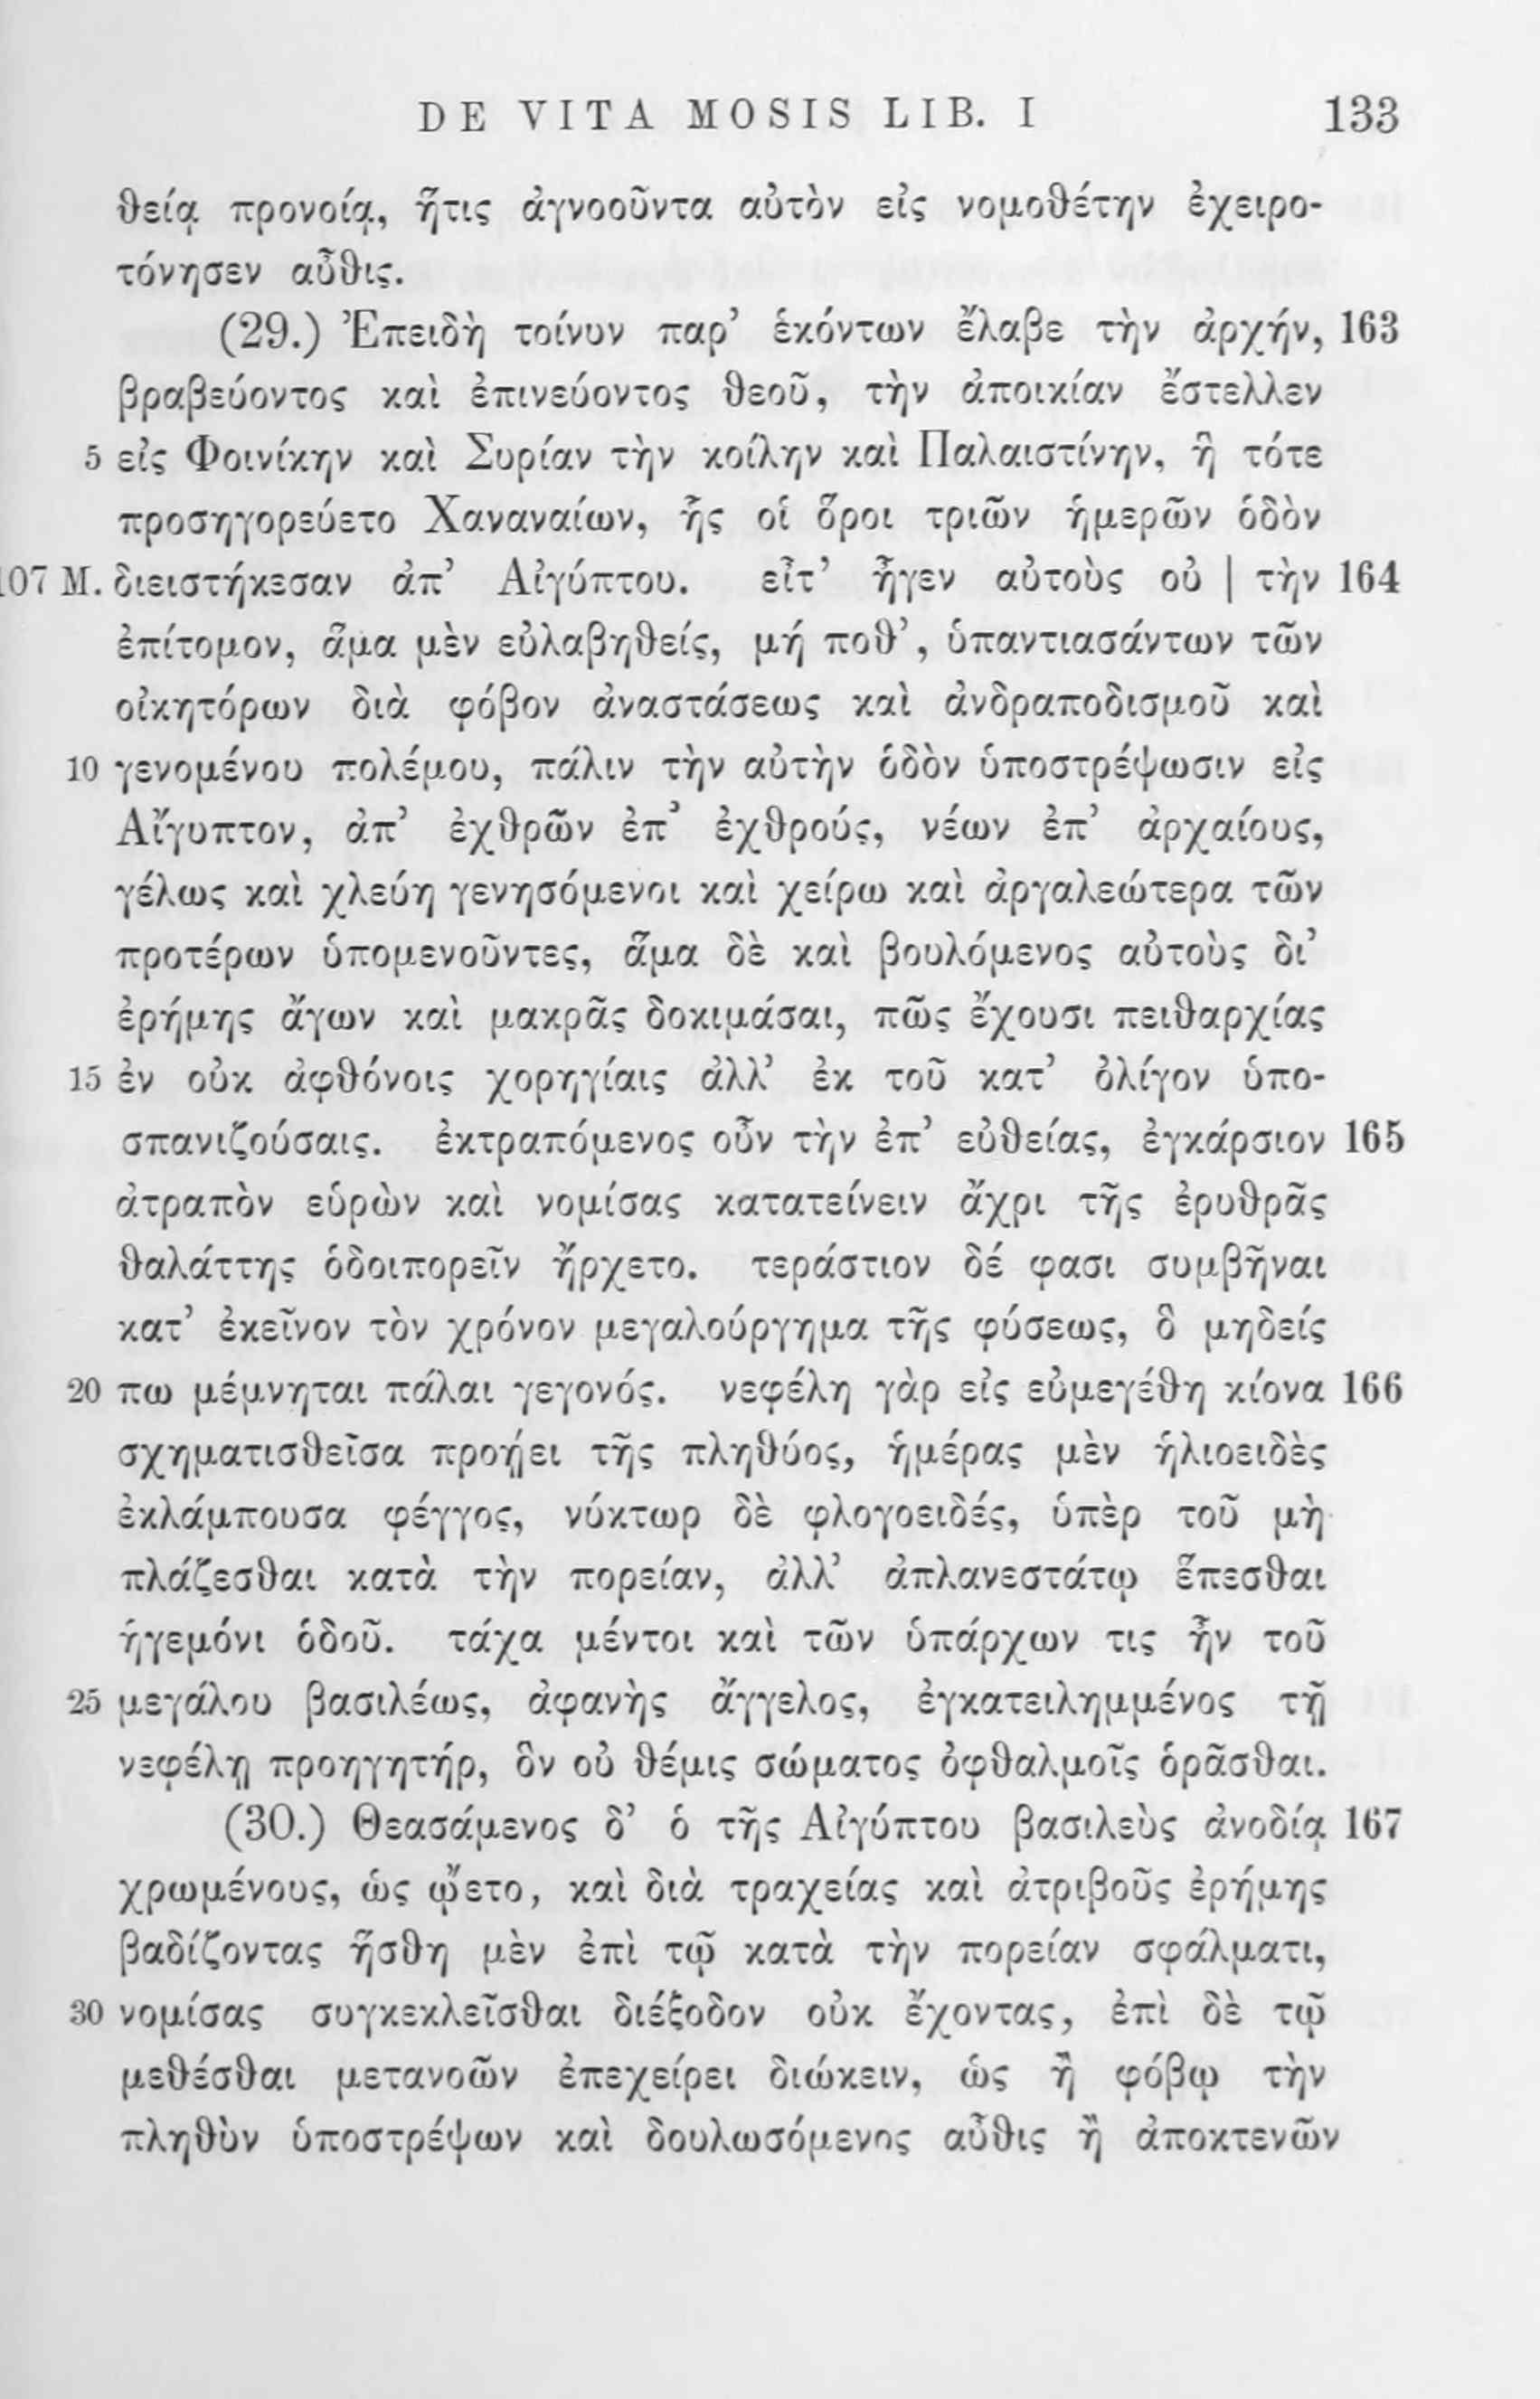 DE VITA MOSIS LIB. I 133
θείᾳ προνοίᾳ, ἥτις ἀγνοοῦντα αὐτὸν εἰς νομοθέτην ἐχειρο-
τόνησεν αὖθις.
(29.) Ἐπειδὴ τοίνυν παρ’ ἑκόντων ἔλαβε τὴν ἀρχήν, 163
βραβεύοντος καὶ ἐπινεύοντος θεοῦ, τὴν ἀποικίαν ἔστελλεν
5 εἰς Φοινίκην καὶ Συρίαν τὴν κοίλην καὶ Παλαιστίνην, ἣ τότε
προσηγορεύετο Χαναναίων, ἧς οἱ ὅροι τριῶν ἡμερῶν ὁδὸν
107 M. διειστήκεσαν ἀπ’ Αἰγύπτου. εἶτ’ ἦγεν αὐτοὺς οὐ | τὴν 164
ἐπίτομον, ἅμα μὲν εὐλαβηθείς, μή ποθ’, ὑπαντιασάντων τῶν
οἰκητόρων διὰ φόβον ἀναστάσεως καὶ ἀνδραποδισμοῦ καὶ
10 γενομένου πολέμου, πάλιν τὴν αὐτὴν ὁδὸν ὑποστρέψωσιν εἰς
Αἴγυπτον, ἀπ’ ἐχθρῶν ἐπ’ ἐχθρούς, νέων ἐπ’ ἀρχαίους,
γέλως καὶ χλεύη γενησόμενοι καὶ χείρω καὶ ἀργαλεώτερα τῶν
προτέρων ὑπομενοῦντες, ἅμα δὲ καὶ βουλόμενος αὐτοὺς δι’
ἐρήμης ἄγων καὶ μακρᾶς δοκιμάσαι, πῶς ἔχουσι πειθαρχίας
15 ἐν οὐκ ἀφθόνοις χορηγίαις ἀλλ’ ἐκ τοῦ κατ’ ὀλίγον ὑπο-
σπανιζούσαις. ἐκτραπόμενος οὖν τὴν ἐπ’ εὐθείας, ἐγκάρσιον 165
ἀτραπὸν εὑρὼν καὶ νομίσας κατατείνειν ἄχρι τῆς ἐρυθρᾶς
θαλάττης ὁδοιπορεῖν ἤρχετο. τεράστιον δέ φασι συμβῆναι
κατ’ ἐκεῖνον τὸν χρόνον μεγαλούργημα τῆς φύσεως, ὃ μηδείς
20 πω μέμνηται πάλαι γεγονός. νεφέλη γὰρ εἰς εὐμεγέθη κίονα 166
σχηματισθεῖσα προῄει τῆς πληθύος, ἡμέρας μὲν ἡλιοειδὲς
ἐκλάμπουσα φέγγος, νύκτωρ δὲ φλογοειδές, ὑπὲρ τοῦ μὴ
πλάζεσθαι κατὰ τὴν πορείαν, ἀλλ’ ἀπλανεστάτῳ ἕπεσθαι
ἡγεμόνι ὁδοῦ. τάχα μέντοι καὶ τῶν ὑπάρχων τις ἦν τοῦ
25 μεγάλου βασιλέως, ἀφανὴς ἄγγελος, ἐγκατειλημμένος τῇ
νεφέλῃ προηγητήρ, ὃν οὐ θέμις σώματος ὀφθαλμοῖς ὁρᾶσθαι.
(30.) Θεασάμενος δ’ ὁ τῆς Αἰγύπτου βασιλεὺς ἀνοδίᾳ 167
χρωμένους, ὡς ᾤετο, καὶ διὰ τραχείας καὶ ἀτριβοῦς ἐρήμης
βαδίζοντας ἥσθη μὲν ἐπὶ τῷ κατὰ τὴν πορείαν σφάλματι,
30 νομίσας συγκεκλεῖσθαι διέξοδον οὐκ ἔχοντας, ἐπὶ δὲ τῷ
μεθέσθαι μετανοῶν ἐπεχείρει διώκειν, ὡς ἢ φόβῳ τὴν
πληθὺν ὑποστρέψων καὶ δουλωσόμενος αὖθις ἢ ἀποκτενῶν